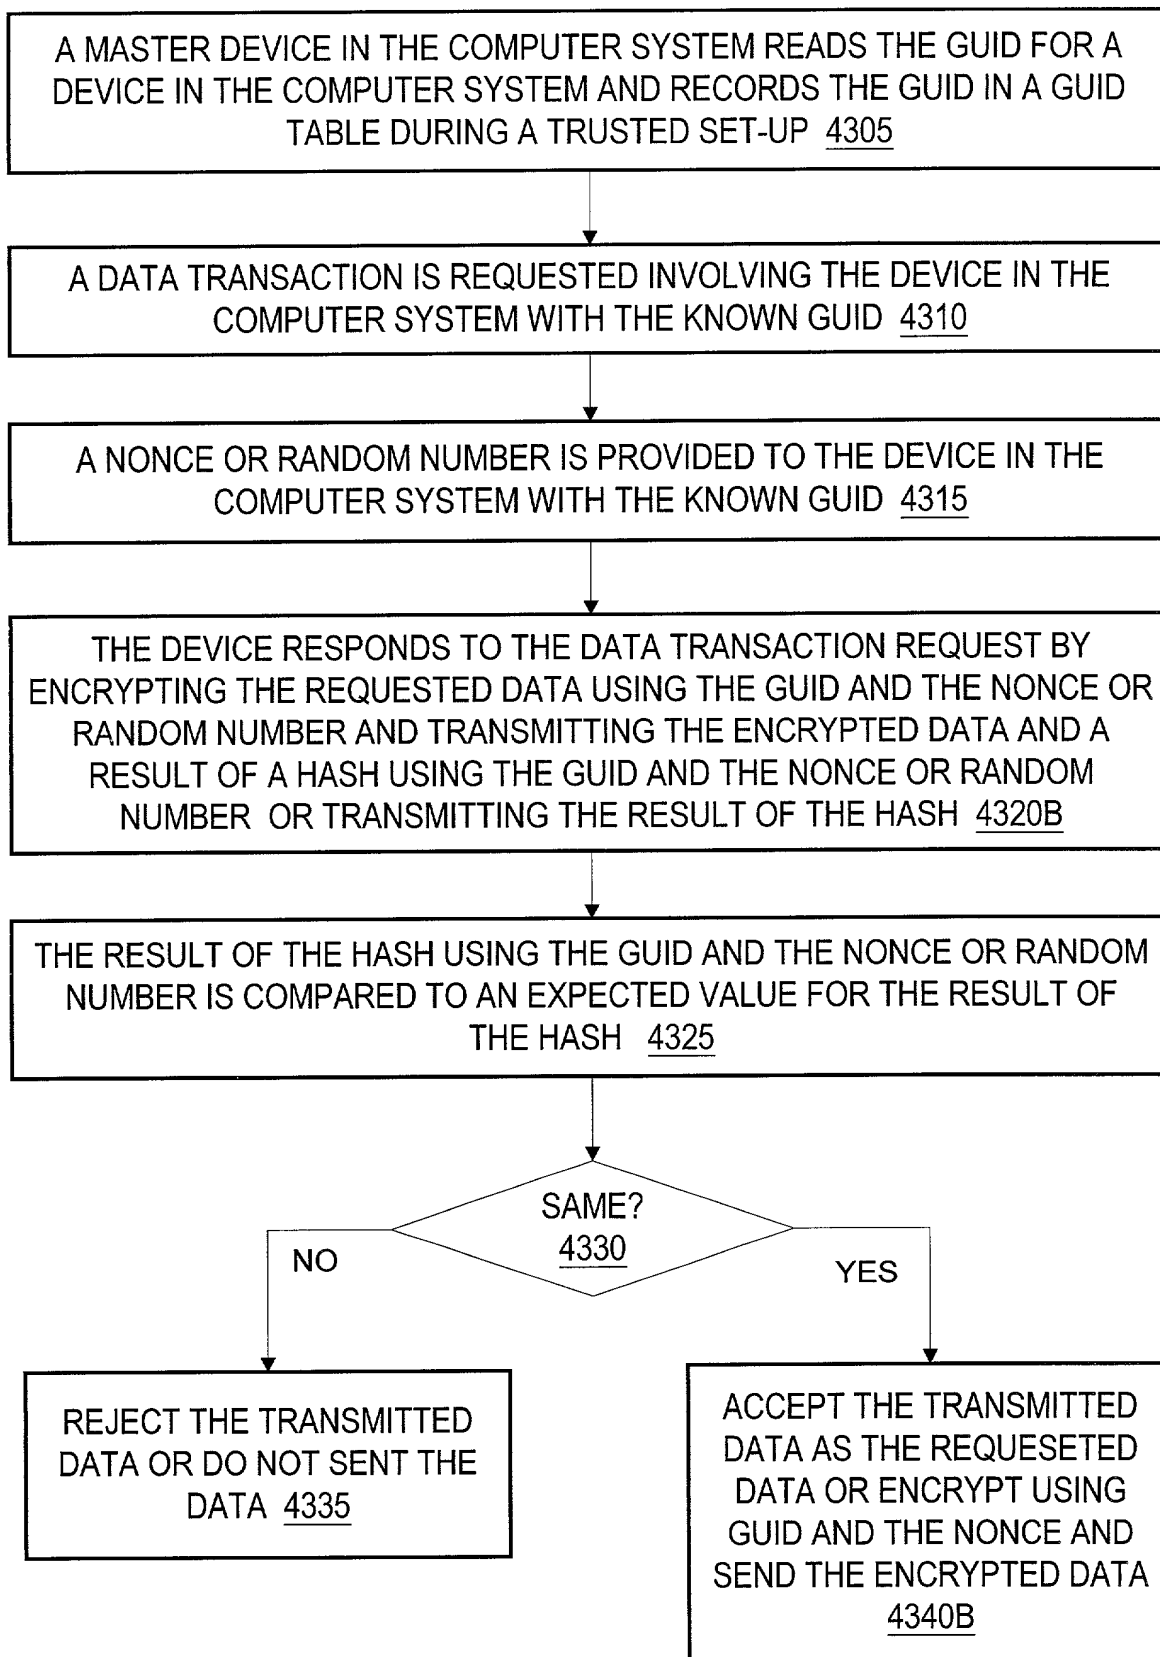 A MASTER DEVICE IN THE COMPUTER SYSTEM READS THE GUID FOR A
DEVICE IN THE COMPUTER SYSTEM AND RECORDS THE GUID IN A GUID
TABLE DURING A TRUSTED SET-UP 4305
A DATA TRANSACTION IS REQUESTED INVOLVING THE DEVICE IN THE
COMPUTER SYSTEM WITH THE KNOWN GUID 4310
A NONCE OR RANDOM NUMBER IS PROVIDED TO THE DEVICE IN THE
COMPUTER SYSTEM WITH THE KNOWN GUID 4315
THE DEVICE RESPONDS TO THE DATA TRANSACTION REQUEST BY
ENCRYPTING THE REQUESTED DATA USING THE GUID AND THE NONCE OR
RANDOM NUMBER AND TRANSMITTING THE ENCRYPTED DATA AND A
RESULT OF A HASH USING THE GUID AND THE NONCE OR RANDOM
NUMBER OR TRANSMITTING THE RESULT OF THE HASH 4320B
THE RESULT OF THE HASH USING THE GUID AND THE NONCE OR RANDOM
NUMBER IS COMPARED TO AN EXPECTED VALUE FOR THE RESULT OF
THE HASH 4325
SAME?
4330
NO
YES
REJECT THE TRANSMITTED
DATA OR DO NOT SENT THE
DATA 4335
ACCEPT THE TRANSMITTED
DATA AS THE REQUESETED
DATA OR ENCRYPT USING
GUID AND THE NONCE AND
SEND THE ENCRYPTED DATA
4340B